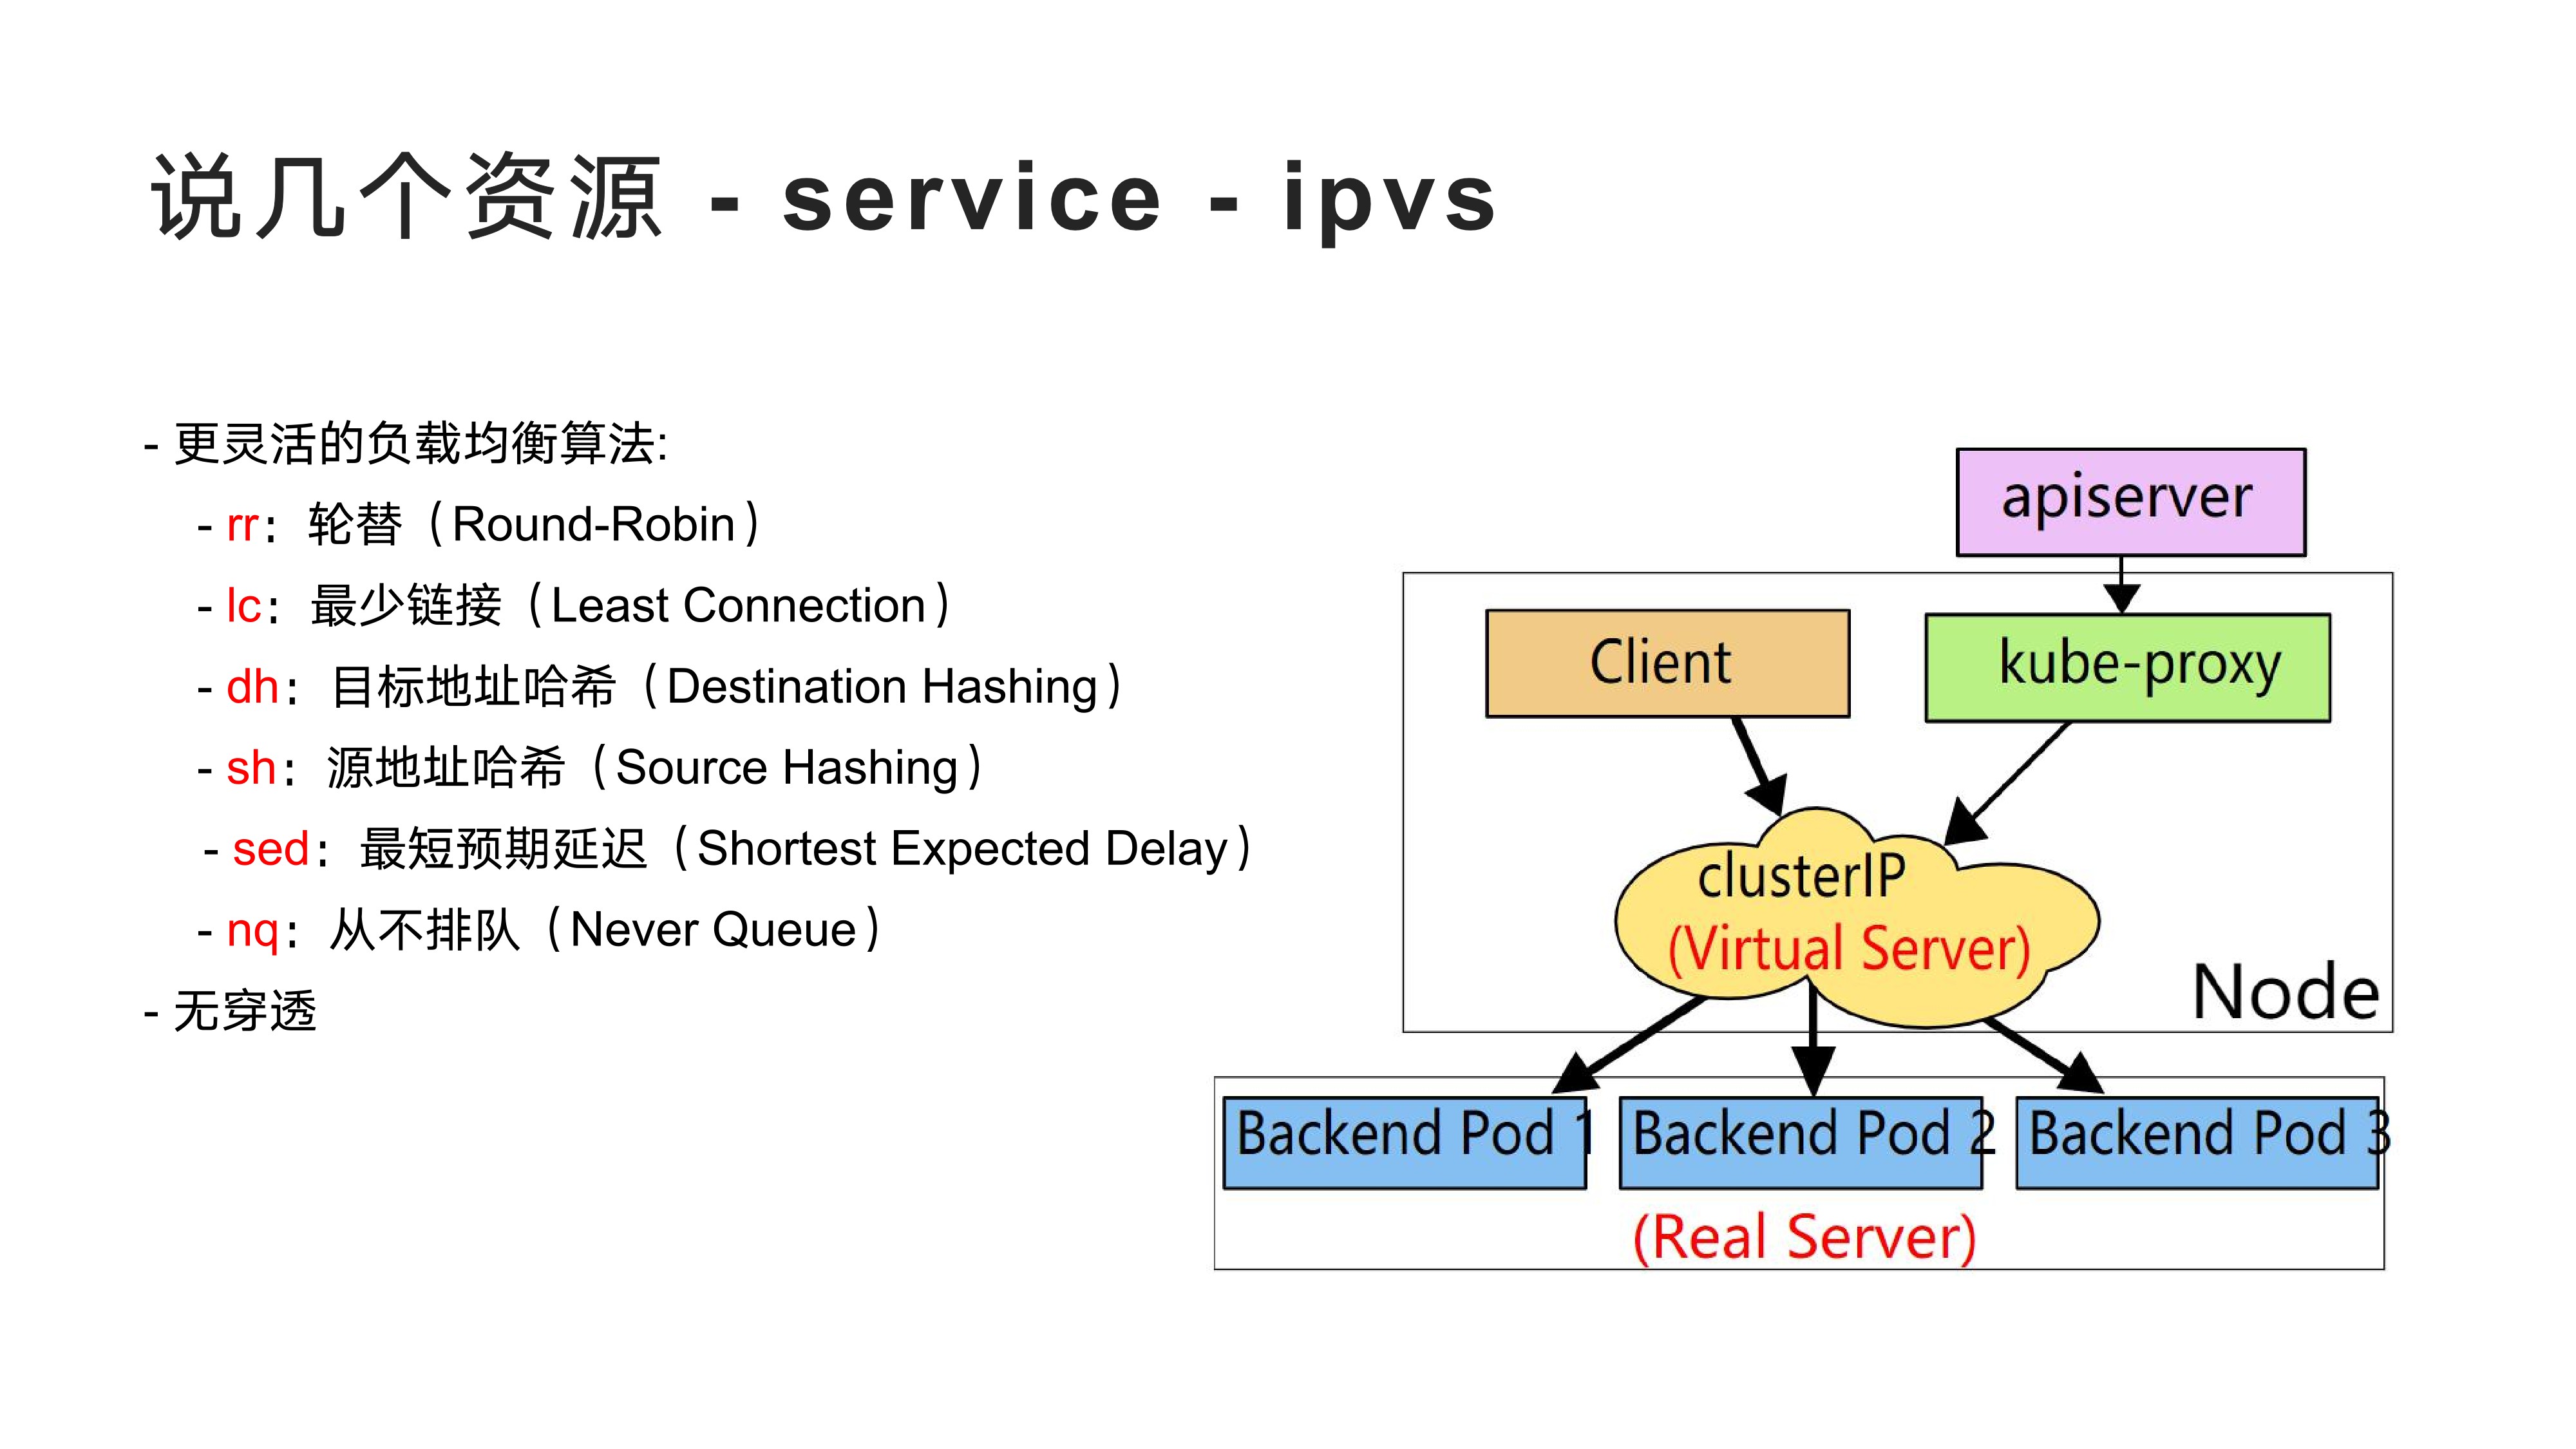 说几个资源 - service - ipvs
- 更灵活的负载均衡算法:
- rr：轮替（Round-Robin）
- lc：最少链接（Least Connection）
- dh：目标地址哈希（Destination Hashing）
- sh：源地址哈希（Source Hashing）
- sed：最短预期延迟（Shortest Expected Delay）
- nq：从不排队（Never Queue）
- 无穿透
apiserver
Client
kube-proxy
clusterIP
(Virtual Server)
Node
Backend Pod 1
Backend Pod 2
Backend Pod 3
(Real Server)